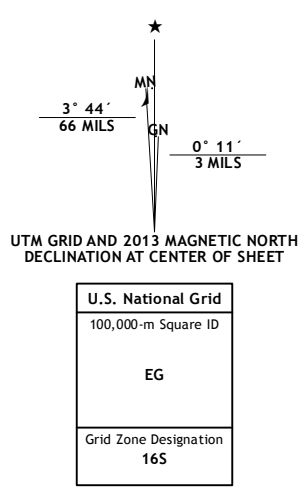 MN
3° 44´
66 MILS
GN
0° 11´
3 MILS
UTM GRID AND 2013 MAGNETIC NORTH
DECLINATION AT CENTER OF SHEET
U.S. National Grid
100,000-m Square ID
EG
Grid Zone Designation
16S